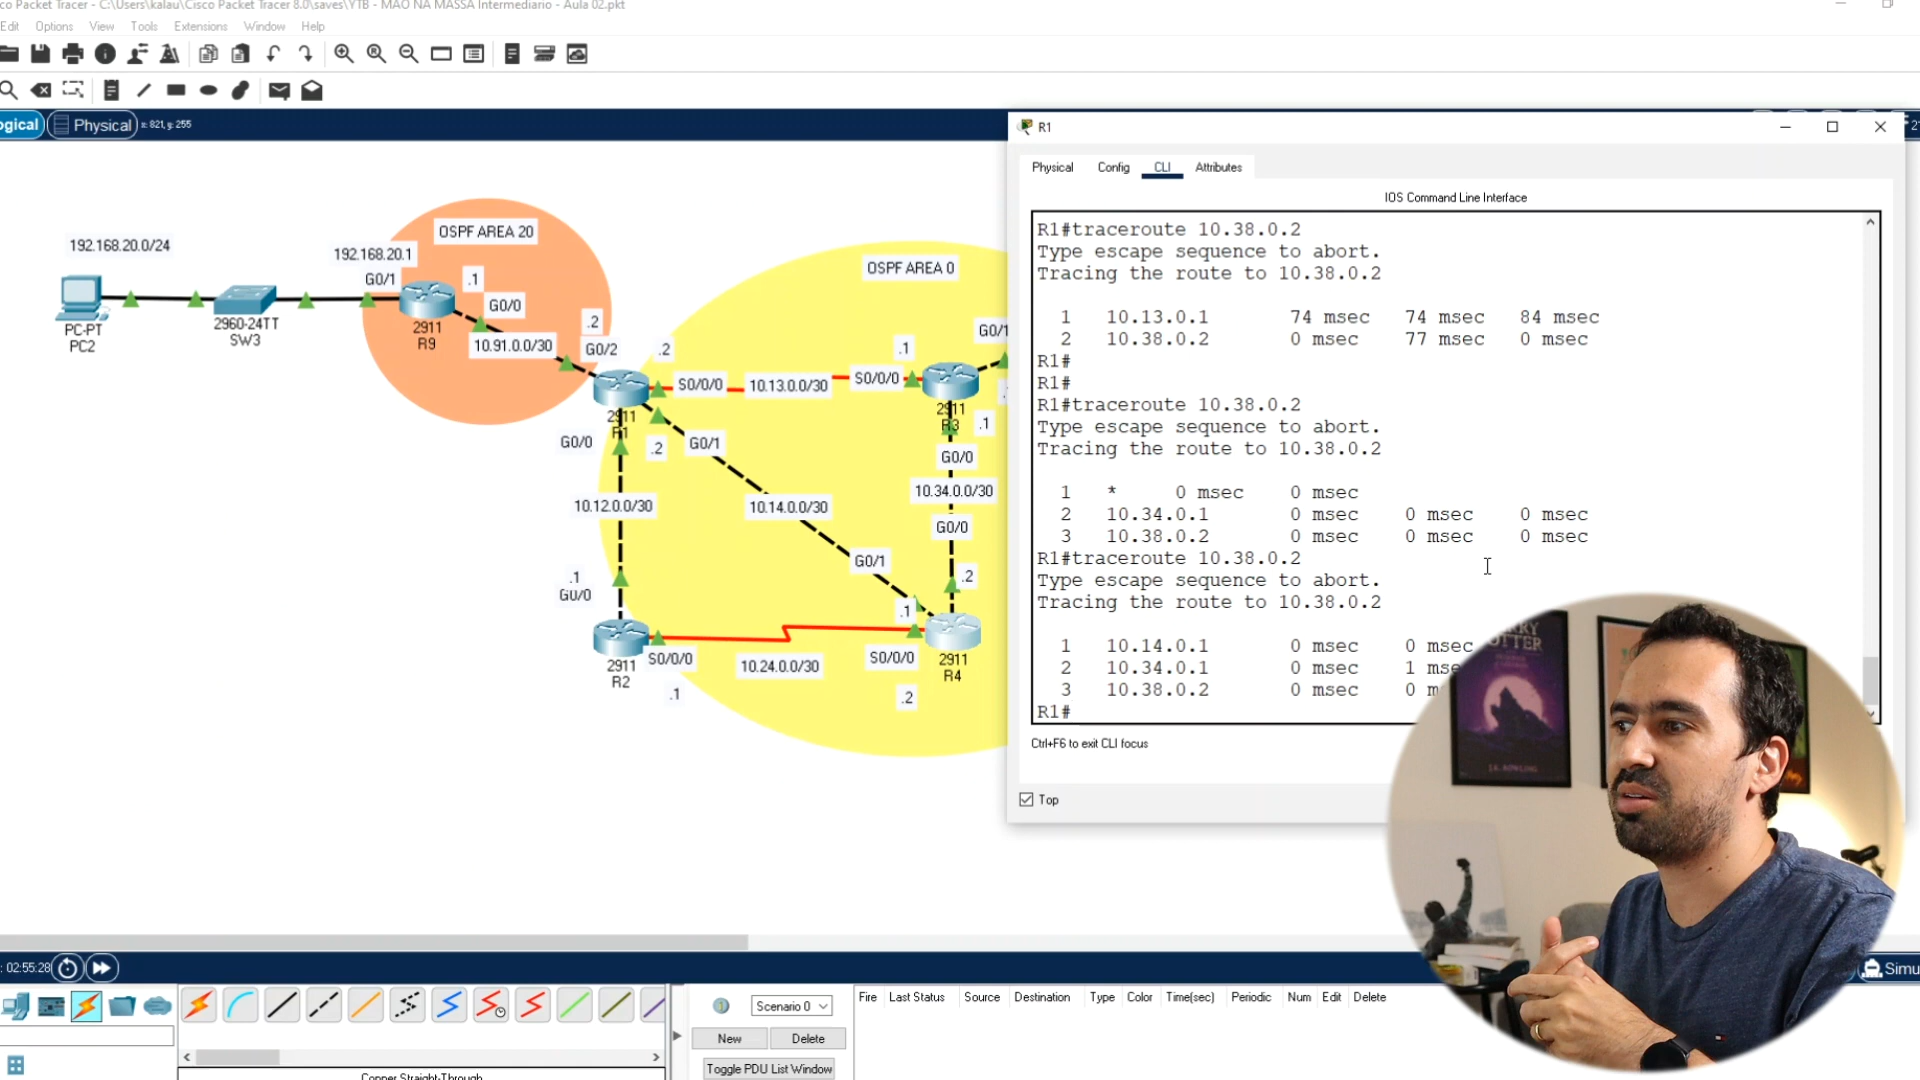 co Packet Tracer - C:\Users\kalau\Cisco Packet Tracer 8.0\saves\YTB - MAO NA MASSA Intermediario - Aula 02.pkt
Edit Options View Tools Extensions Window Help
ogical Physical x: 821, y: 255
192.168.20.0/24
PC-PT
PC2
2960-24TT
SW3
192.168.20.1
G0/1
OSPF AREA 20
.1
G0/0
2911
R9
10.91.0.0/30
.2
G0/2
OSPF AREA 0
.2
S0/0/0
10.13.0.0/30
S0/0/0
.1
G0/1
2911
R1
2911
R3
.1
G0/0
.2
G0/1
G0/0
10.12.0.0/30
10.14.0.0/30
10.34.0.0/30
G0/0
G0/1
.2
.1
G0/0
.1
2911
R2
S0/0/0
.1
10.24.0.0/30
S0/0/0
.2
2911
R4
R1
Physical Config CLI Attributes
IOS Command Line Interface
R1#traceroute 10.38.0.2
Type escape sequence to abort.
Tracing the route to 10.38.0.2
1 10.13.0.1 74 msec 74 msec 84 msec
2 10.38.0.2 0 msec 77 msec 0 msec
R1#
R1#
R1#traceroute 10.38.0.2
Type escape sequence to abort.
Tracing the route to 10.38.0.2
1 * 0 msec 0 msec
2 10.34.0.1 0 msec 0 msec 0 msec
3 10.38.0.2 0 msec 0 msec 0 msec
R1#traceroute 10.38.0.2
Type escape sequence to abort.
Tracing the route to 10.38.0.2
1 10.14.0.1 0 msec 0 msec
2 10.34.0.1 0 msec 1 mse
3 10.38.0.2 0 msec 0 m
R1#
Ctrl+F6 to exit CLI focus
Top
RRY
OTTER
J.K. ROWLING
: 02:55:28
Simu
Scenario 0
New Delete
Toggle PDU List Window
Fire Last Status Source Destination Type Color Time(sec) Periodic Num Edit Delete
Copper Straight-Through